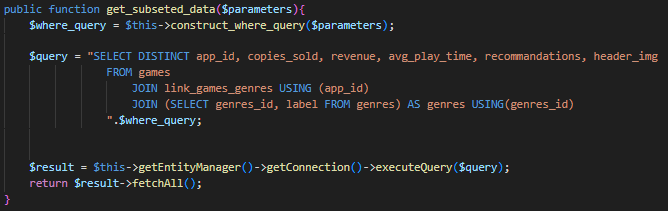 public function get_subseted_data($parameters){
$where_query = $this->construct_where_query($parameters);
$query = "SELECT DISTINCT app_id, copies_sold, revenue, avg_play_time, recommandations, header_img
FROM games
JOIN link_games_genres USING (app_id)
JOIN (SELECT genres_id, label FROM genres) AS genres USING(genres_id)
".$where_query;
$result = $this->getEntityManager()->getConnection()->executeQuery($query);
return $result->fetchAll();
}